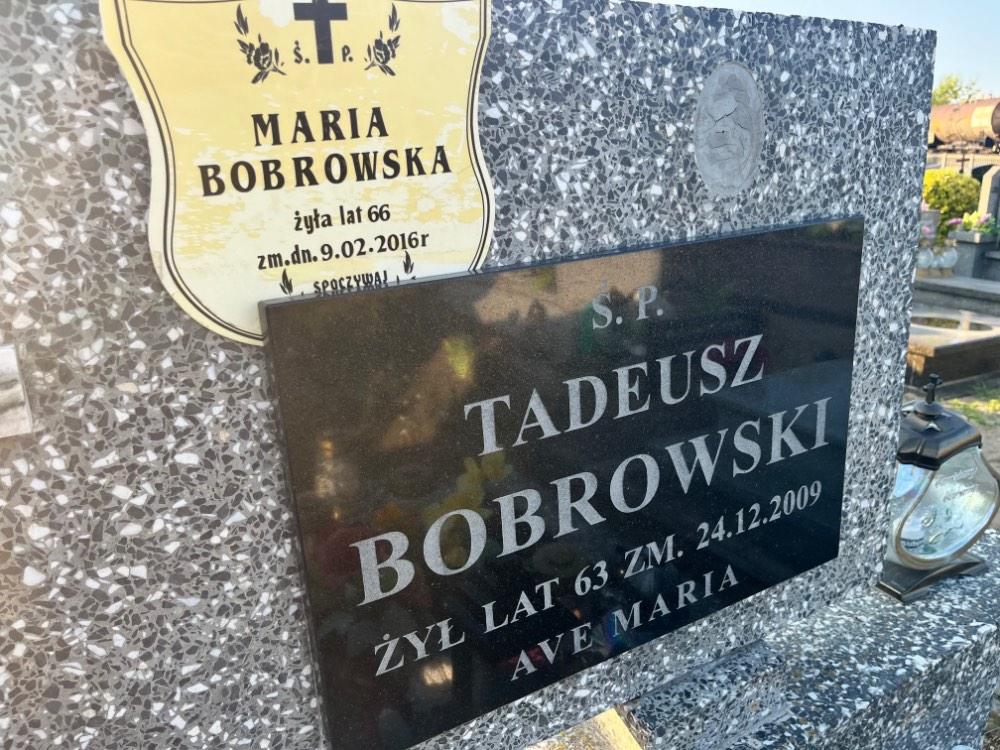 Ś. P.
MARIA
BOBROWSKA
żyła lat 66
zm.dn.9.02.2016r
SPOCZYWAJ
S. P.
TADEUSZ
BOBROWSKI
ŻYŁ LAT 63 ZM. 24.12.2009
AVE MARIA